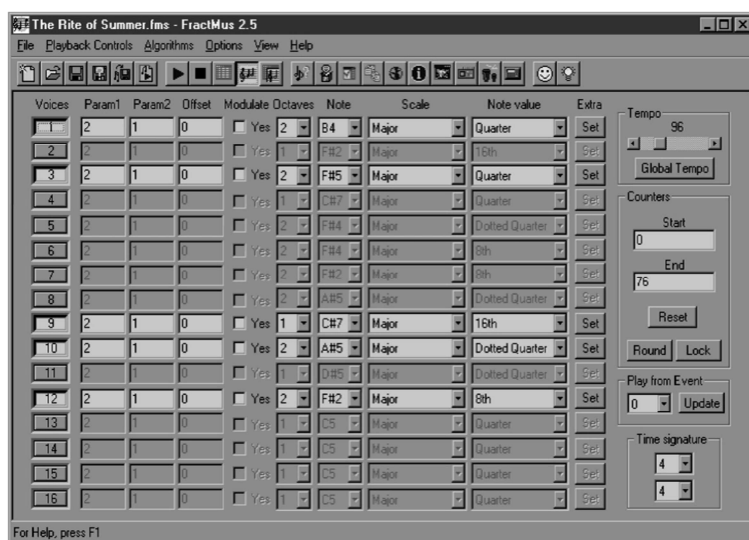 The Rite of Summer.fms - FractMus 2.5
File Playback Controls Algorithms Options View Help
Voices Param1 Param2 Offset Modulate Octaves Note Scale Note value Extra
1 2 1 0 Yes 2 B4 Major Quarter Set
2 2 1 0 Yes 1 F#2 Major 16th Set
3 2 1 0 Yes 2 F#5 Major Quarter Set
4 2 1 0 Yes 1 C#7 Major Quarter Set
5 2 1 0 Yes 2 F#4 Major Dotted Quarter Set
6 2 1 0 Yes 2 F#4 Major 8th Set
7 2 1 0 Yes 2 F#2 Major 8th Set
8 2 1 0 Yes 2 A#5 Major Dotted Quarter Set
9 2 1 0 Yes 1 C#7 Major 16th Set
10 2 1 0 Yes 2 A#5 Major Dotted Quarter Set
11 2 1 0 Yes 1 D#5 Major Dotted Quarter Set
12 2 1 0 Yes 2 F#2 Major 8th Set
13 2 1 0 Yes 1 C5 Major Quarter Set
14 2 1 0 Yes 1 C5 Major Quarter Set
15 2 1 0 Yes 1 C5 Major Quarter Set
16 2 1 0 Yes 1 C5 Major Quarter Set
Tempo
96
Global Tempo
Counters
Start
0
End
76
Reset
Round Lock
Play from Event
0 Update
Time signature
4
4
For Help, press F1